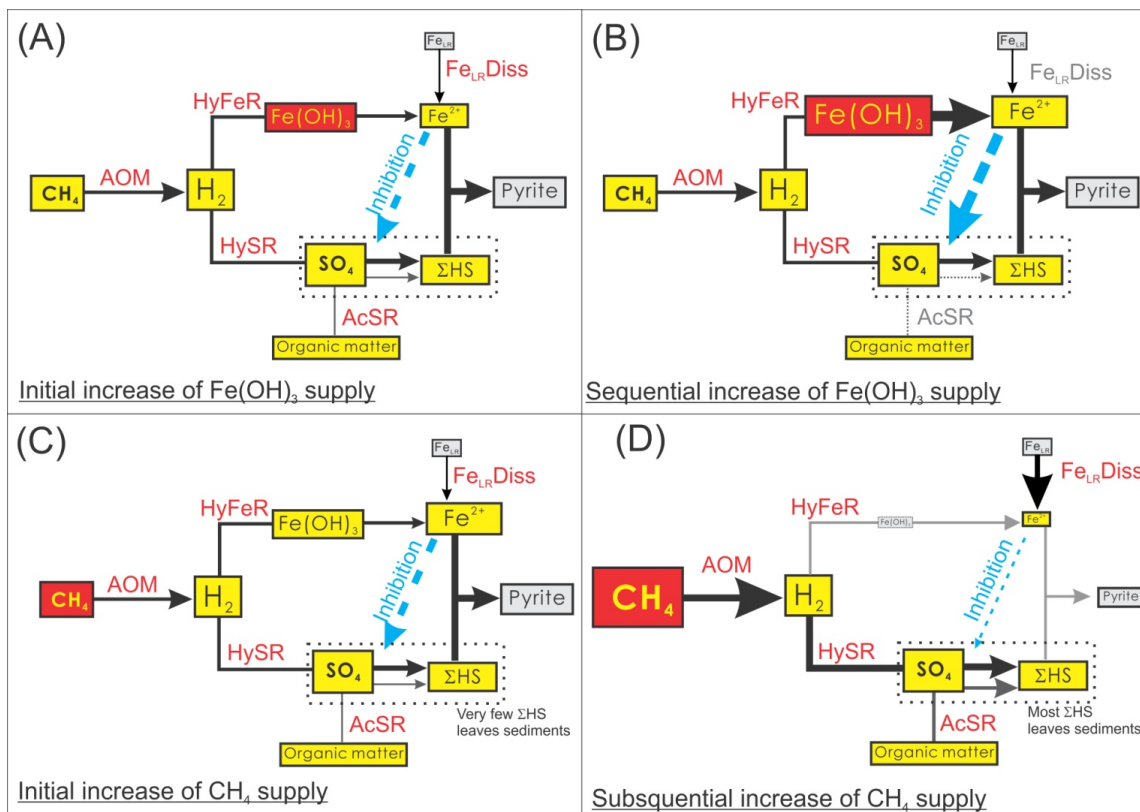 (A)
Fe_LR
Fe_LRDiss
HyFeR
Fe(OH)₃
Fe²⁺
Inhibition
CH₄
AOM
H₂
Pyrite
HySR
SO₄
ΣHS
AcSR
Organic matter
Initial increase of Fe(OH)₃ supply
(B)
Fe_LR
Fe_LRDiss
HyFeR
Fe(OH)₃
Fe²⁺
Inhibition
CH₄
AOM
H₂
Pyrite
HySR
SO₄
ΣHS
AcSR
Organic matter
Sequential increase of Fe(OH)₃ supply
(C)
Fe_LR
Fe_LRDiss
HyFeR
Fe(OH)₃
Fe²⁺
Inhibition
CH₄
AOM
H₂
Pyrite
HySR
SO₄
ΣHS
AcSR
Very few ΣHS
leaves sediments
Organic matter
Initial increase of CH₄ supply
(D)
Fe_LR
Fe_LRDiss
HyFeR
Fe(OH)₃
Fe²⁺
Inhibition
CH₄
AOM
H₂
Pyrite
HySR
SO₄
ΣHS
AcSR
Most ΣHS
leaves sediments
Organic matter
Subsquential increase of CH₄ supply